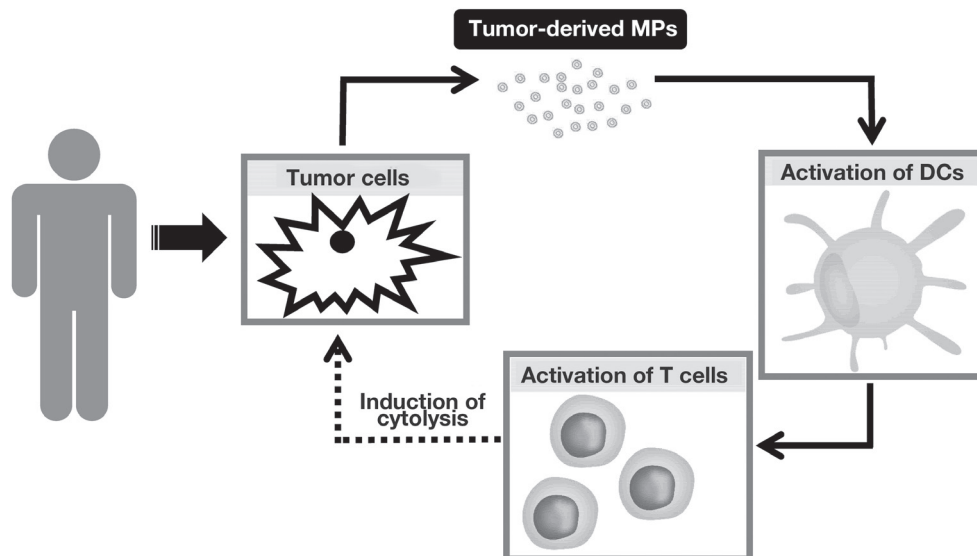 Tumor-derived MPs
Tumor cells
Activation of DCs
Activation of T cells
Induction of
cytolysis